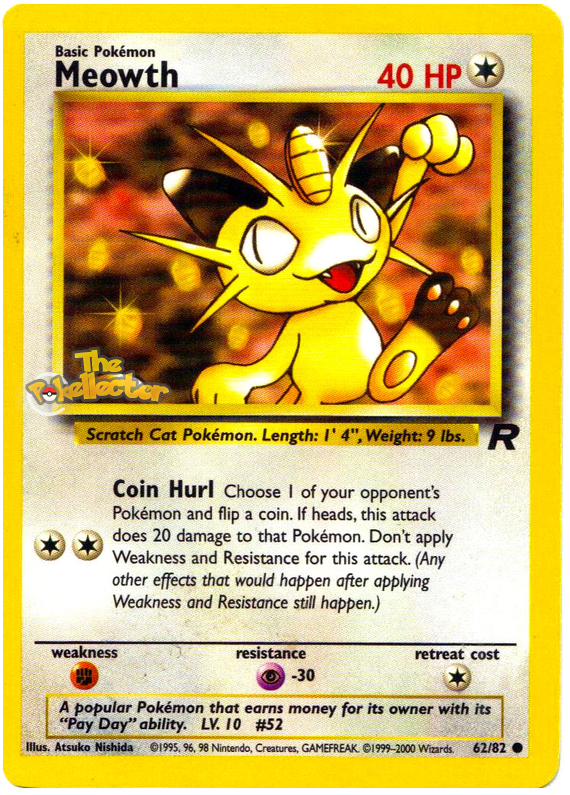 Basic Pokémon
Meowth
40 HP
The
Pokellector
Scratch Cat Pokémon. Length: 1' 4", Weight: 9 lbs.
R
Coin Hurl Choose 1 of your opponent's
Pokémon and flip a coin. If heads, this attack
does 20 damage to that Pokémon. Don't apply
Weakness and Resistance for this attack. (Any
other effects that would happen after applying
Weakness and Resistance still happen.)
weakness resistance retreat cost
-30
A popular Pokémon that earns money for its owner with its
"Pay Day" ability. LV. 10 #52
Illus. Atsuko Nishida ©1995, 96, 98 Nintendo, Creatures, GAMEFREAK. ©1999-2000 Wizards. 62/82